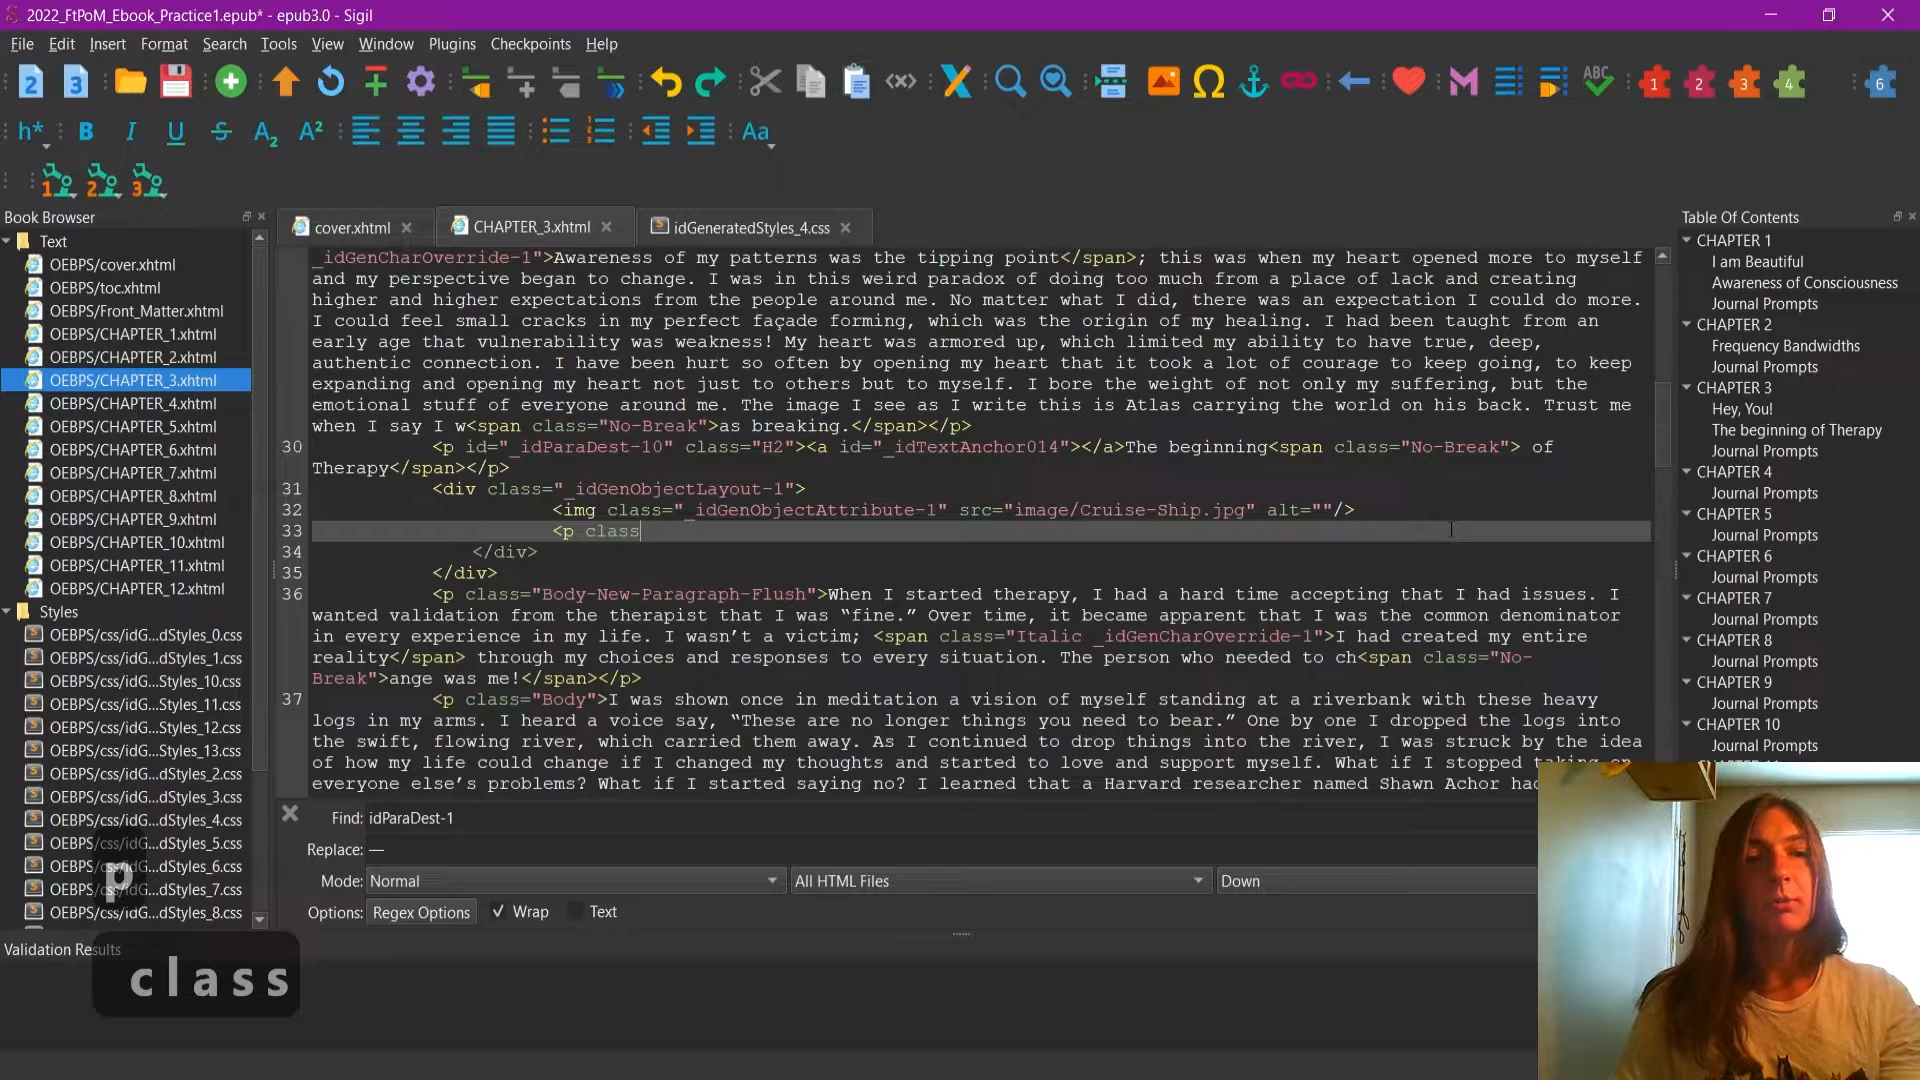 2022_FtPoM_Ebook_Practice1.epub* - epub3.0 - Sigil
File Edit Insert Format Search Tools View Window Plugins Checkpoints Help
2 3 ABC 1 2 3 4 6
h* B I U S A₂ A² Aa
1 2 3
Book Browser
Text
OEBPS/cover.xhtml
OEBPS/toc.xhtml
OEBPS/Front_Matter.xhtml
OEBPS/CHAPTER_1.xhtml
OEBPS/CHAPTER_2.xhtml
OEBPS/CHAPTER_3.xhtml
OEBPS/CHAPTER_4.xhtml
OEBPS/CHAPTER_5.xhtml
OEBPS/CHAPTER_6.xhtml
OEBPS/CHAPTER_7.xhtml
OEBPS/CHAPTER_8.xhtml
OEBPS/CHAPTER_9.xhtml
OEBPS/CHAPTER_10.xhtml
OEBPS/CHAPTER_11.xhtml
OEBPS/CHAPTER_12.xhtml
Styles
OEBPS/css/idG...dStyles_0.css
OEBPS/css/idG...dStyles_1.css
OEBPS/css/idG...Styles_10.css
OEBPS/css/idG...Styles_11.css
OEBPS/css/idG...Styles_12.css
OEBPS/css/idG...Styles_13.css
OEBPS/css/idG...dStyles_2.css
OEBPS/css/idG...dStyles_3.css
OEBPS/css/idG...dStyles_4.css
OEBPS/css/idG...dStyles_5.css
OEBPS/css/idG...dStyles_6.css
OEBPS/css/idG...dStyles_7.css
OEBPS/css/idG...dStyles_8.css
cover.xhtml CHAPTER_3.xhtml idGeneratedStyles_4.css
_idGenCharOverride-1">Awareness of my patterns was the tipping point</span>; this was when my heart opened more to myself
and my perspective began to change. I was in this weird paradox of doing too much from a place of lack and creating
higher and higher expectations from the people around me. No matter what I did, there was an expectation I could do more.
I could feel small cracks in my perfect façade forming, which was the origin of my healing. I had been taught from an
early age that vulnerability was weakness! My heart was armored up, which limited my ability to have true, deep,
authentic connection. I have been hurt so often by opening my heart that it took a lot of courage to keep going, to keep
expanding and opening my heart not just to others but to myself. I bore the weight of not only my suffering, but the
emotional stuff of everyone around me. The image I see as I write this is Atlas carrying the world on his back. Trust me
when I say I w<span class="No-Break">as breaking.</span></p>
30 <p id="_idParaDest-10" class="H2"><a id="_idTextAnchor014"></a>The beginning<span class="No-Break"> of
Therapy</span></p>
31 <div class="_idGenObjectLayout-1">
32 <img class="_idGenObjectAttribute-1" src="image/Cruise-Ship.jpg" alt=""/>
33 <p class
34 </div>
35 </div>
36 <p class="Body-New-Paragraph-Flush">When I started therapy, I had a hard time accepting that I had issues. I
wanted validation from the therapist that I was “fine.” Over time, it became apparent that I was the common denominator
in every experience in my life. I wasn’t a victim; <span class="Italic _idGenCharOverride-1">I had created my entire
reality</span> through my choices and responses to every situation. The person who needed to ch<span class="No-
Break">ange was me!</span></p>
37 <p class="Body">I was shown once in meditation a vision of myself standing at a riverbank with these heavy
logs in my arms. I heard a voice say, “These are no longer things you need to bear.” One by one I dropped the logs into
the swift, flowing river, which carried them away. As I continued to drop things into the river, I was struck by the idea
of how my life could change if I changed my thoughts and started to love and support myself. What if I stopped taking on
everyone else’s problems? What if I started saying no? I learned that a Harvard researcher named Shawn Achor had
Find: idParaDest-1
Replace: —
Mode: Normal All HTML Files Down
Options: Regex Options Wrap Text
Table Of Contents
CHAPTER 1
I am Beautiful
Awareness of Consciousness
Journal Prompts
CHAPTER 2
Frequency Bandwidths
Journal Prompts
CHAPTER 3
Hey, You!
The beginning of Therapy
Journal Prompts
CHAPTER 4
Journal Prompts
CHAPTER 5
Journal Prompts
CHAPTER 6
Journal Prompts
CHAPTER 7
Journal Prompts
CHAPTER 8
Journal Prompts
CHAPTER 9
Journal Prompts
CHAPTER 10
Journal Prompts
Validation Results
p
class